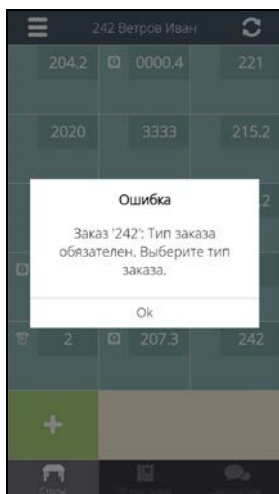 242 Ветров Иван
204.2 0000.4 221
2020 3333 215.2
Ошибка
Заказ '242': Тип заказа
обязателен. Выберите тип
заказа.
Ok
2 207.3 242
+
Столы